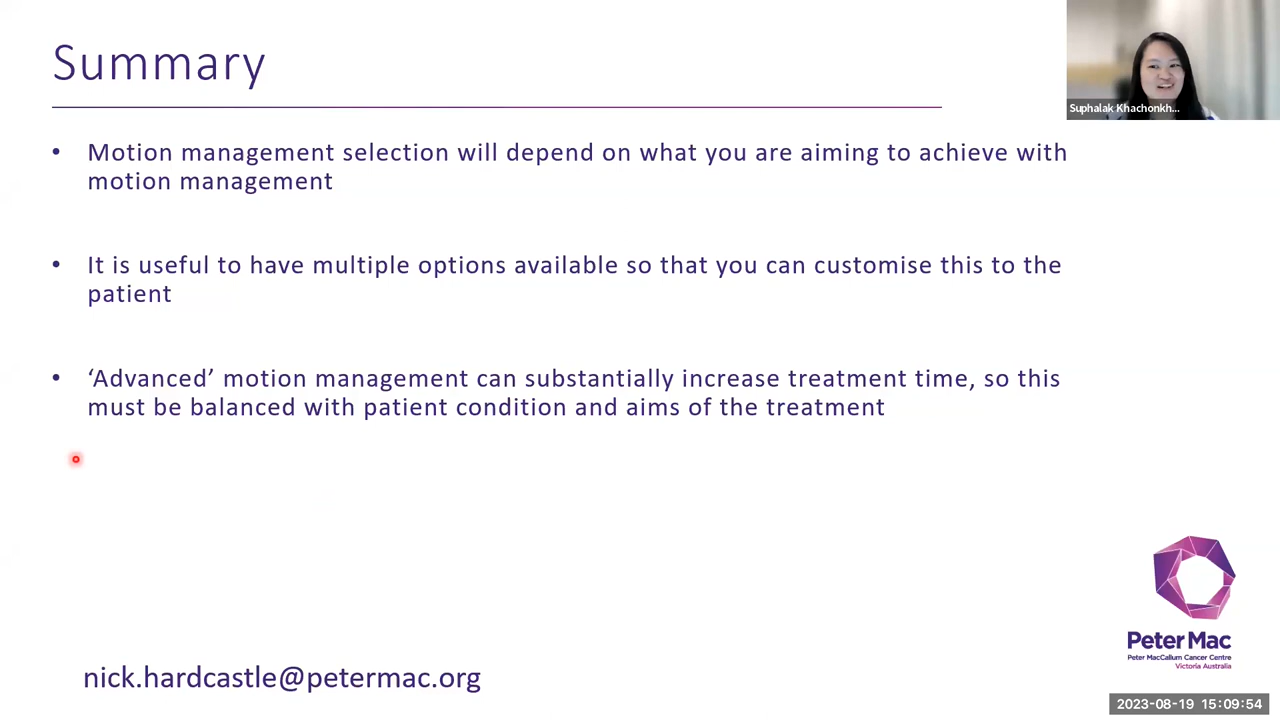 Summary
Suphalak Khachonkh...
• Motion management selection will depend on what you are aiming to achieve with
motion management
• It is useful to have multiple options available so that you can customise this to the
patient
• ‘Advanced’ motion management can substantially increase treatment time, so this
must be balanced with patient condition and aims of the treatment
Peter Mac
Peter MacCallum Cancer Centre
Victoria Australia
nick.hardcastle@petermac.org
2023-08-19 15:09:54